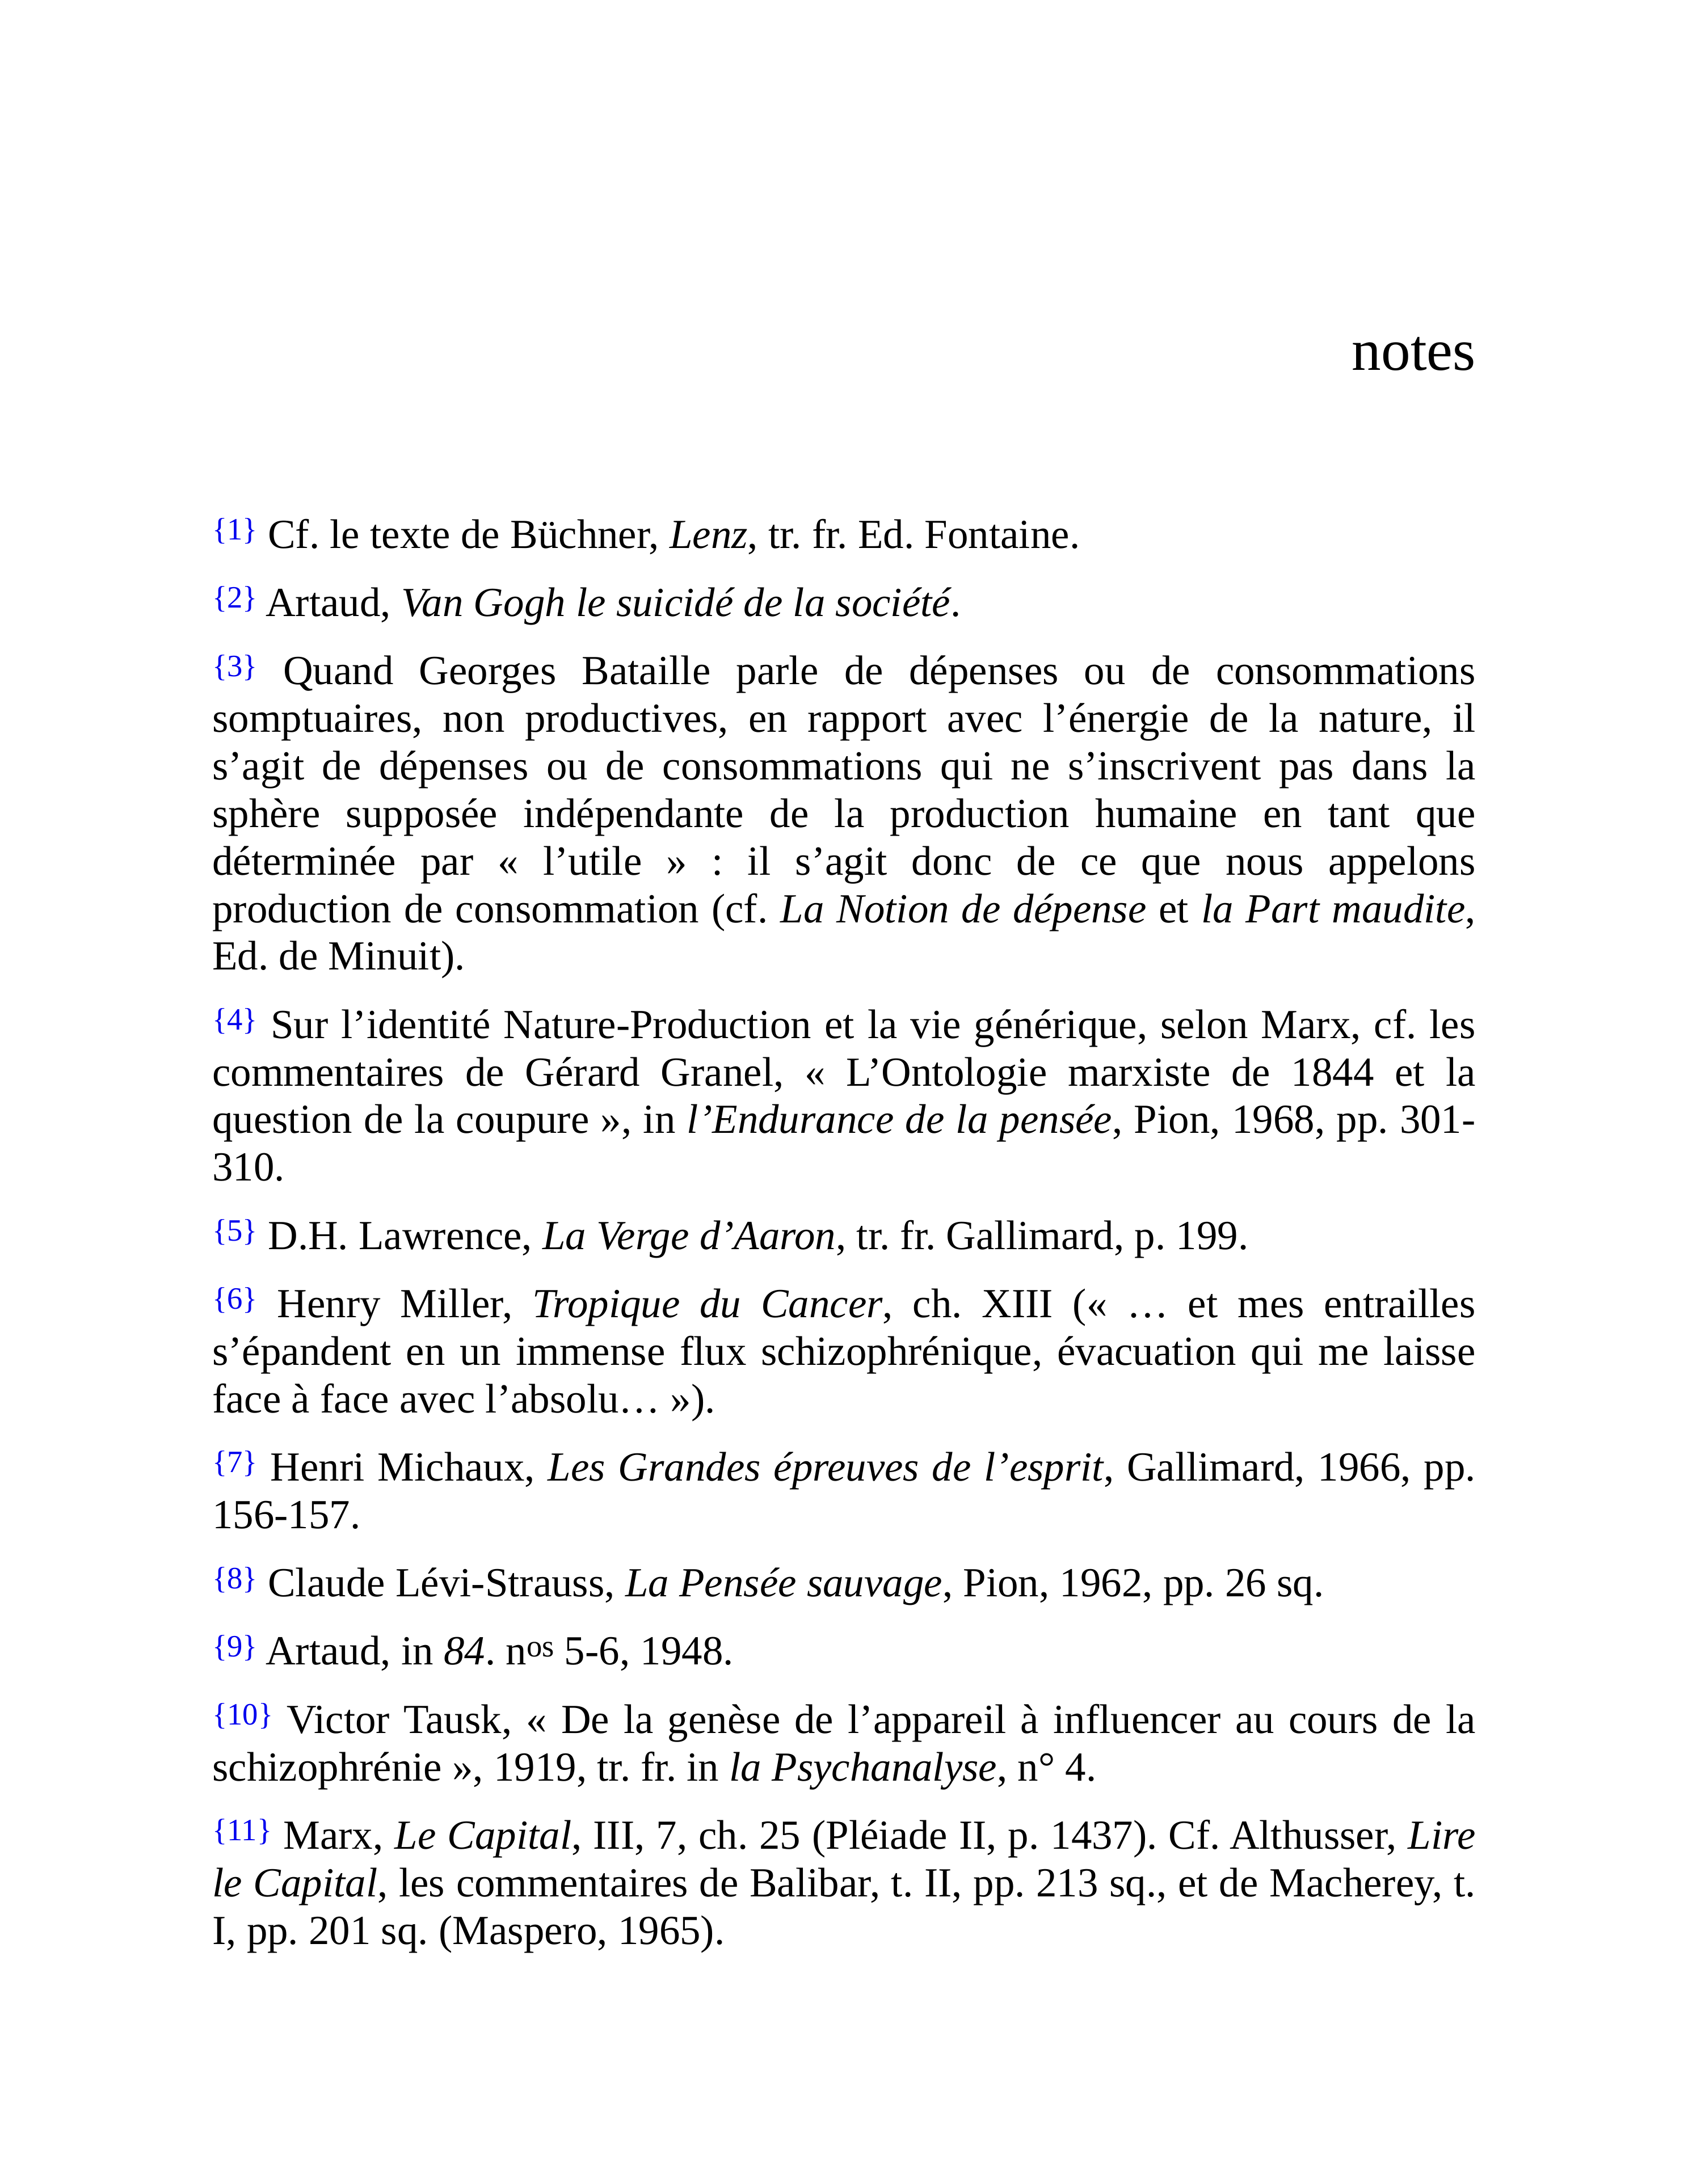 notes
{1} Cf. le texte de Büchner, Lenz, tr. fr. Ed. Fontaine.
{2} Artaud, Van Gogh le suicidé de la société.
{3} Quand Georges Bataille parle de dépenses ou de consommations
somptuaires, non productives, en rapport avec l’énergie de la nature, il
s’agit de dépenses ou de consommations qui ne s’inscrivent pas dans la
sphère supposée indépendante de la production humaine en tant que
déterminée par « l’utile » : il s’agit donc de ce que nous appelons
production de consommation (cf. La Notion de dépense et la Part maudite,
Ed. de Minuit).
{4} Sur l’identité Nature-Production et la vie générique, selon Marx, cf. les
commentaires de Gérard Granel, « L’Ontologie marxiste de 1844 et la
question de la coupure », in l’Endurance de la pensée, Pion, 1968, pp. 301-
310.
{5} D.H. Lawrence, La Verge d’Aaron, tr. fr. Gallimard, p. 199.
{6} Henry Miller, Tropique du Cancer, ch. XIII (« … et mes entrailles
s’épandent en un immense flux schizophrénique, évacuation qui me laisse
face à face avec l’absolu… »).
{7} Henri Michaux, Les Grandes épreuves de l’esprit, Gallimard, 1966, pp.
156-157.
{8} Claude Lévi-Strauss, La Pensée sauvage, Pion, 1962, pp. 26 sq.
{9} Artaud, in 84. nos 5-6, 1948.
{10} Victor Tausk, « De la genèse de l’appareil à influencer au cours de la
schizophrénie », 1919, tr. fr. in la Psychanalyse, n° 4.
{11} Marx, Le Capital, III, 7, ch. 25 (Pléiade II, p. 1437). Cf. Althusser, Lire
le Capital, les commentaires de Balibar, t. II, pp. 213 sq., et de Macherey, t.
I, pp. 201 sq. (Maspero, 1965).